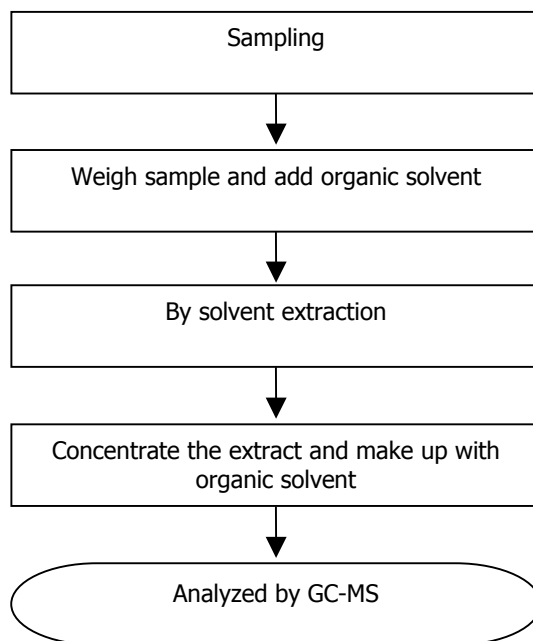 Sampling
Weigh sample and add organic solvent
By solvent extraction
Concentrate the extract and make up with
organic solvent
Analyzed by GC-MS